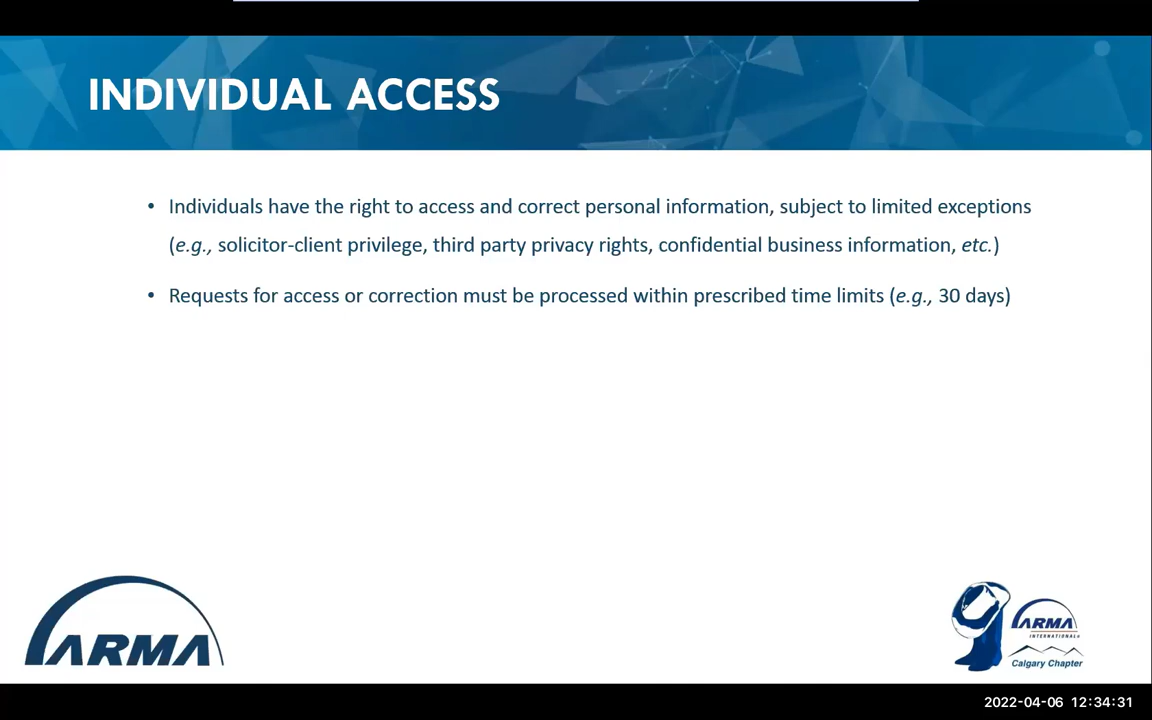 INDIVIDUAL ACCESS
• Individuals have the right to access and correct personal information, subject to limited exceptions
(e.g., solicitor-client privilege, third party privacy rights, confidential business information, etc.)
• Requests for access or correction must be processed within prescribed time limits (e.g., 30 days)
ARMA
ARMA
INTERNATIONAL®
Calgary Chapter
2022-04-06 12:34:31